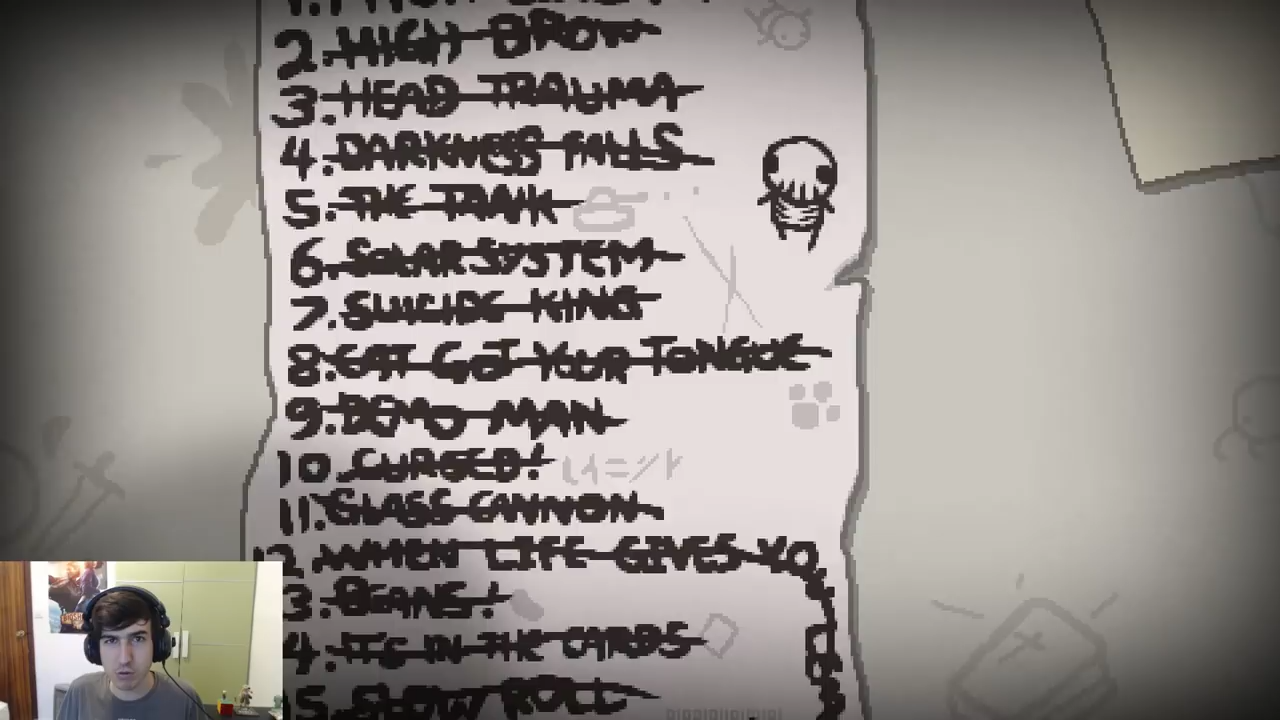 2. HIGH BROW
3. HEAD TRAUMA
4. DARKNESS FALLS
5. THE TANK
6. SOLAR SYSTEM
7. SUICIDE KING
8. CAT GOT YOUR TONGUE
9. DEMO MAN
10. CURSED!
11. GLASS CANNON
12. WHEN LIFE GIVES YO
3. BEANS!
4. IT'S IN THE CARDS
5. SLOW ROLL